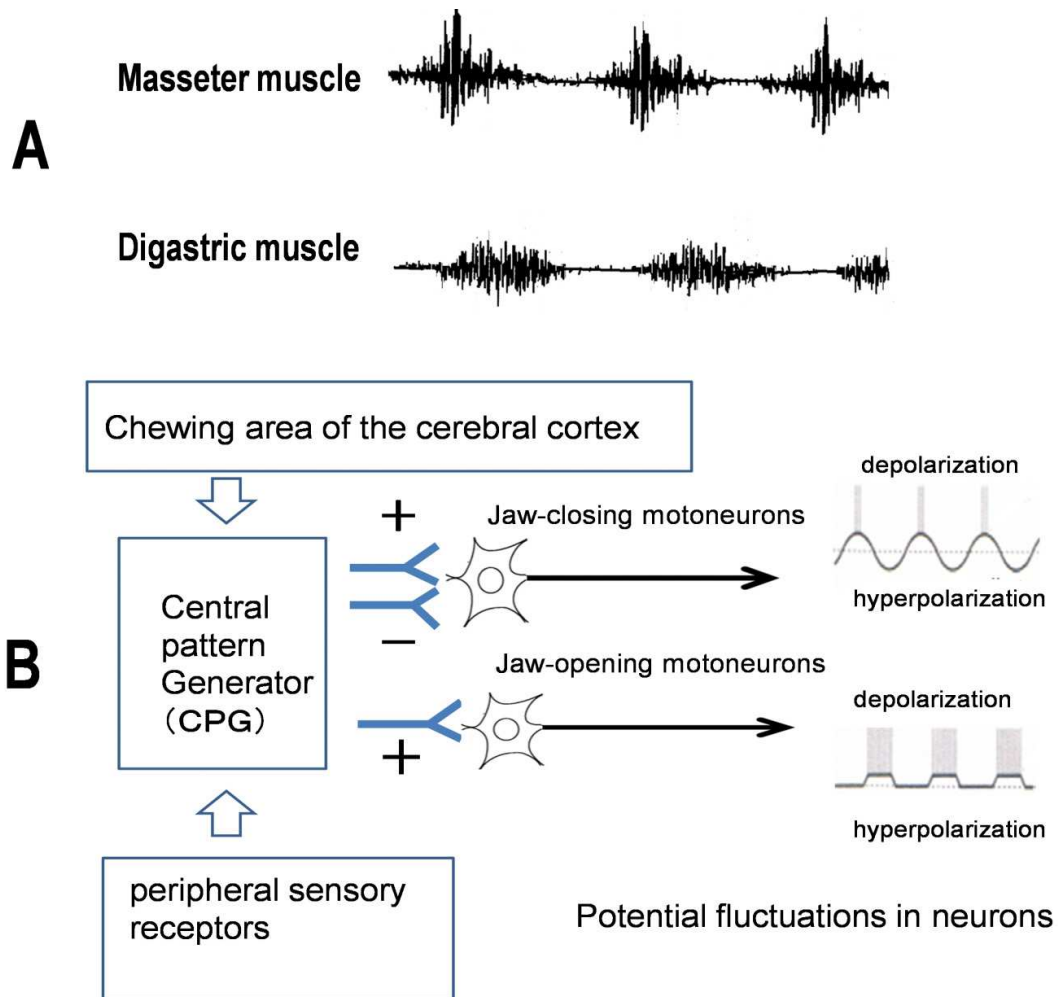 Masseter muscle
A
Digastric muscle
Chewing area of the cerebral cortex
depolarization
+
Jaw-closing motoneurons
hyperpolarization
Central
pattern
Generator
(CPG)
−
B
Jaw-opening motoneurons
depolarization
+
hyperpolarization
peripheral sensory
receptors
Potential fluctuations in neurons